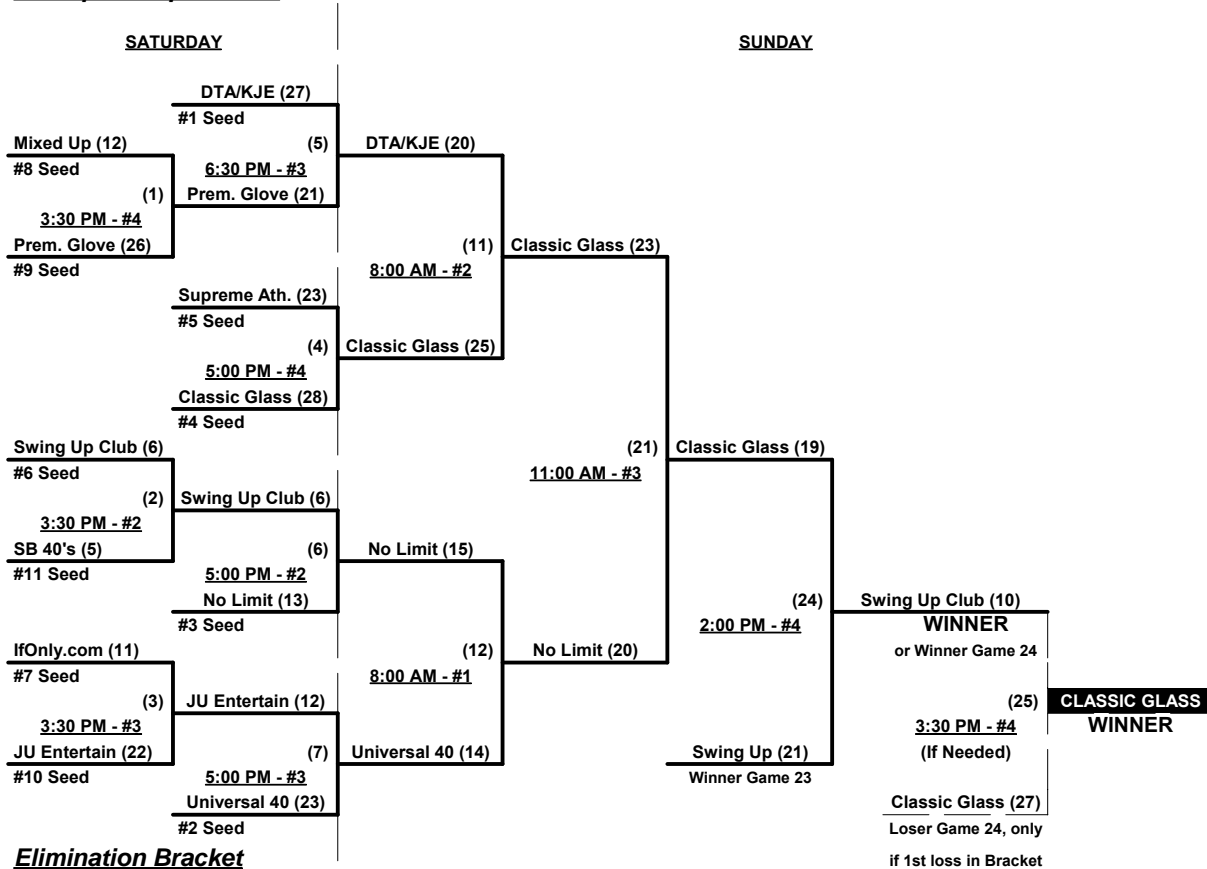 SATURDAY
SUNDAY
DTA/KJE (27)
#1 Seed
Mixed Up (12)
(5)
DTA/KJE (20)
#8 Seed
6:30 PM - #3
(1)
Prem. Glove (21)
3:30 PM - #4
Prem. Glove (26)
(11)
Classic Glass (23)
#9 Seed
8:00 AM - #2
Supreme Ath. (23)
#5 Seed
(4)
Classic Glass (25)
5:00 PM - #4
Classic Glass (28)
#4 Seed
Swing Up Club (6)
(21)
Classic Glass (19)
#6 Seed
11:00 AM - #3
(2)
Swing Up Club (6)
3:30 PM - #2
SB 40's (5)
(6)
No Limit (15)
#11 Seed
5:00 PM - #2
No Limit (13)
(24)
Swing Up Club (10)
#3 Seed
2:00 PM - #4
WINNER
IfOnly.com (11)
(12)
No Limit (20)
or Winner Game 24
#7 Seed
8:00 AM - #1
(3)
JU Entertain (12)
(25)
CLASSIC GLASS
3:30 PM - #3
3:30 PM - #4
WINNER
JU Entertain (22)
(7)
Universal 40 (14)
Swing Up (21)
(If Needed)
#10 Seed
5:00 PM - #3
Winner Game 23
Universal 40 (23)
Classic Glass (27)
#2 Seed
Loser Game 24, only
Elimination Bracket
if 1st loss in Bracket